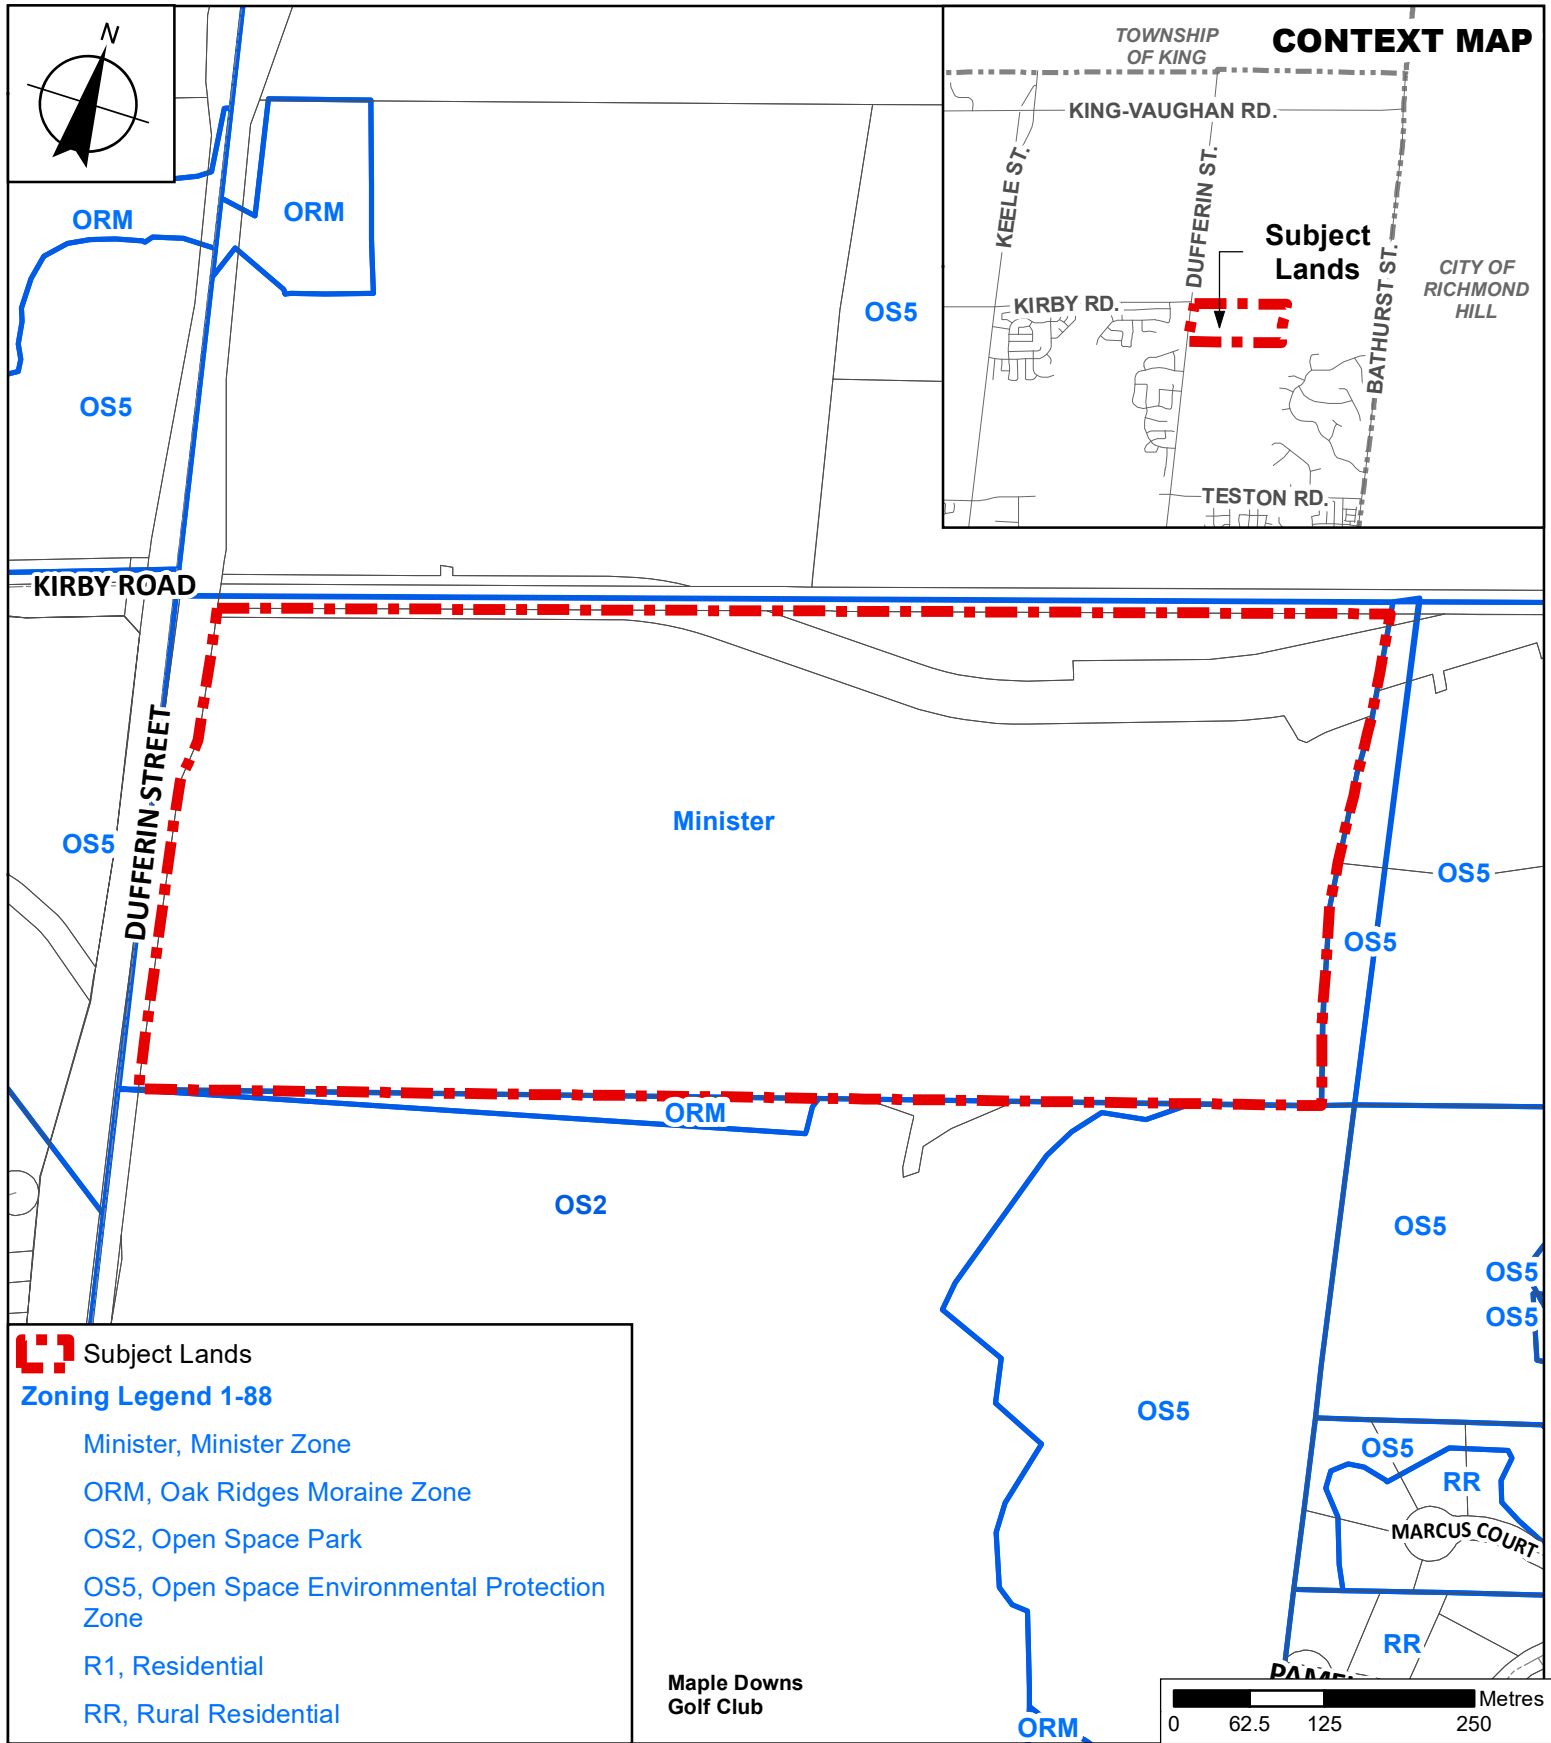 N
CONTEXT MAP
TOWNSHIP
OF KING
KING-VAUGHAN RD.
KEELE ST.
DUFFERIN ST.
BATHURST ST.
Subject
Lands
CITY OF
RICHMOND
HILL
KIRBY RD.
TESTON RD.
ORM
ORM
OS5
OS5
KIRBY ROAD
DUFFERIN STREET
OS5
Minister
OS5
OS5
ORM
OS2
OS5
OS5
OS5
OS5
OS5
RR
MARCUS COURT
RR
Maple Downs
Golf Club
ORM
Subject Lands
Zoning Legend 1-88
Minister, Minister Zone
ORM, Oak Ridges Moraine Zone
OS2, Open Space Park
OS5, Open Space Environmental Protection
Zone
R1, Residential
RR, Rural Residential
Metres
0 62.5 125 250